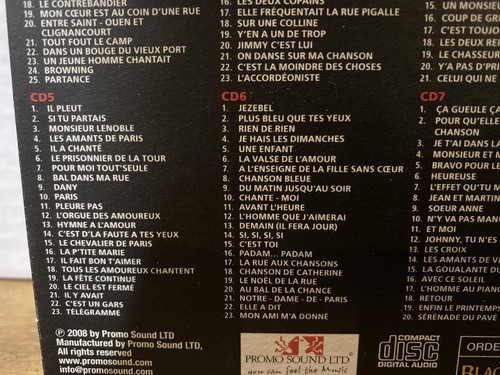 18. LE CONTREBANDIER
19. MON CŒUR EST AU COIN D'UNE RUE
20. ENTRE SAINT - OUEN ET
CLIGNANCOURT
21. TOUT FOUT LE CAMP
22. DANS UN BOUGE DU VIEUX PORT
23. UN JEUNE HOMME CHANTAIT
24. BROWNING
25. PARTANCE
16. LES DEUX COPAINS
17. ELLE FRÉQUENTAIT LA RUE PIGALLE
18. SUR UNE COLLINE
19. Y'EN A UN DE TROP
20. JIMMY C'EST LUI
21. ON DANSE SUR MA CHANSON
22. C'EST LA MOINDRE DES CHOSES
23. L'ACCORDÉONISTE
15. UN MONSIEU
16. COUP DE GR
17. C'EST TOUJO
18. LES DEUX RE
19. LE CHASSEUR
20. Y'A PAS D'PRI
21. CELUI QUI NE
CD5
1. IL PLEUT
2. SI TU PARTAIS
3. MONSIEUR LENOBLE
4. LES AMANTS DE PARIS
5. IL A CHANTÉ
6. LE PRISONNIER DE LA TOUR
7. POUR MOI TOUT'SEULE
8. BAL DANS MA RUE
9. DANY
10. PARIS
11. PLEURE PAS
12. L'ORGUE DES AMOUREUX
13. HYMNE A L'AMOUR
14. C'EST D'LA FAUTE A TES YEUX
15. LE CHEVALIER DE PARIS
16. LA P'TITE MARIE
17. IL FAIT BON T'AIMER
18. TOUS LES AMOUREUX CHANTENT
19. LA FÊTE CONTINUE
20. LE CIEL EST FERME
21. IL Y AVAIT
22. C'EST UN GARS
23. TÉLÉGRAMME
CD6
1. JEZEBEL
2. PLUS BLEU QUE TES YEUX
3. RIEN DE RIEN
4. JE HAIS LES DIMANCHES
5. UNE ENFANT
6. LA VALSE DE L'AMOUR
7. A L'ENSEIGNE DE LA FILLE SANS CŒUR
8. CHANSON BLEUE
9. DU MATIN JUSQU'AU SOIR
10. CHANTE - MOI
11. AVANT L'HEURE
12. L'HOMME QUE J'AIMERAI
13. DEMAIN (IL FERA JOUR)
14. SI, SI, SI, SI
15. C'EST TOI
16. PADAM... PADAM
17. LA RUE AUX CHANSONS
18. CHANSON DE CATHERINE
19. LE NOËL DE LA RUE
20. AU BAL DE LA CHANCE
21. NOTRE - DAME - DE - PARIS
22. ELLE A DIT
23. MON AMI M'A DONNÉ
CD7
1. ÇA GUEULE ÇA
2. POUR QU'ELLE
CHANSON
3. JE T'AI DANS LA
4. MONSIEUR ET M
5. BRAVO POUR LE
6. HEUREUSE
7. L'EFFET QU'TU M
8. JEAN ET MARTIN
9. SOEUR ANNE
10. N'Y VA PAS MANU
11. ET MOI
12. JOHNNY, TU N'ES
13. LES CROIX
14. LES AMANTS DE V
15. LA GOUALANTE D
16. AVEC CE SOLEIL
17. L'HOMME AU PIAN
18. RETOUR
19. ENFIN LE PRINTEMPS
20. SÉRÉNADE DU PAVÉ
℗ 2008 by Promo Sound LTD
Manufactured by Promo Sound LTD.
All rights reserved
www.promosound.com
info@promosound.com
PROMO SOUND LTD
you can feel the Music
COMPACT
disc
DIGITAL AUDIO
ORDE
BLA